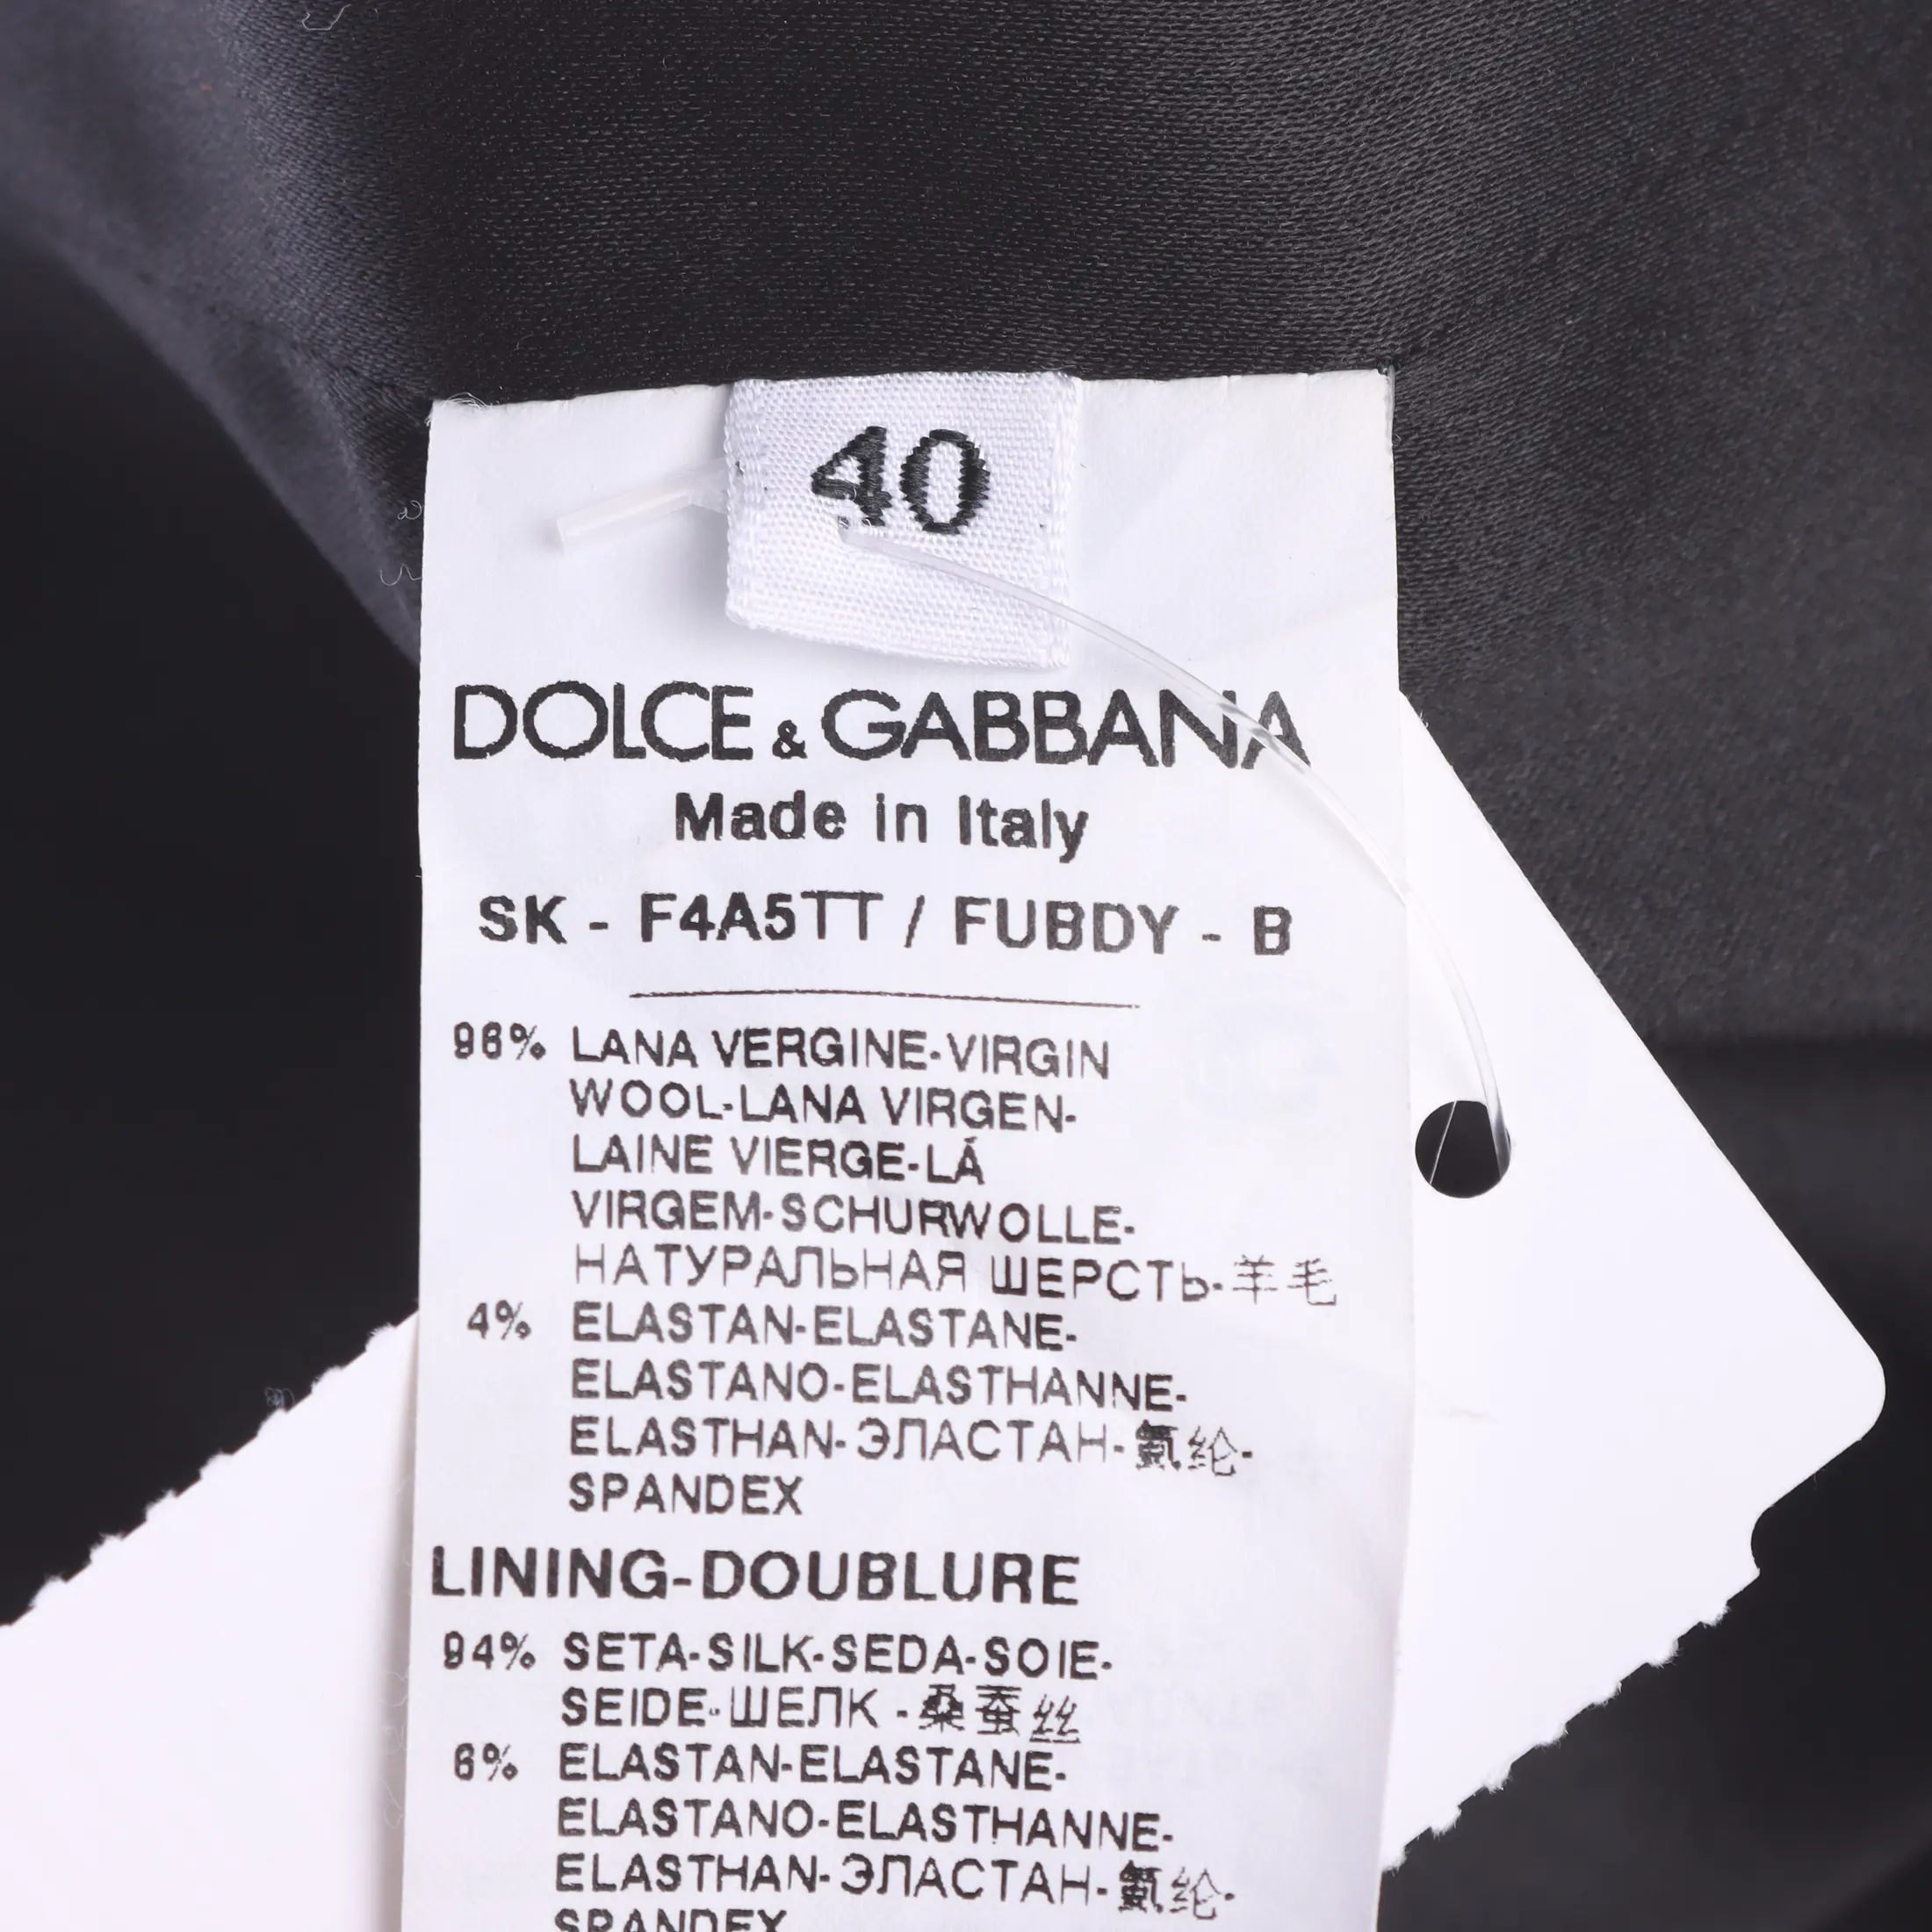 40
DOLCE & GABBANA
Made in Italy
SK - F4A5TT / FUBDY - B
96% LANA VERGINE-VIRGIN
WOOL-LANA VIRGEN-
LAINE VIERGE-LÁ
VIRGEM-SCHURWOLLE-
НАТУРАЛЬНАЯ ШЕРСТЬ-羊毛
4% ELASTAN-ELASTANE-
ELASTANO-ELASTHANNE-
ELASTHAN-ЭЛАСТАН-氨纶-
SPANDEX
LINING-DOUBLURE
94% SETA-SILK-SEDA-SOIE-
SEIDE-ШЕЛК-桑蚕丝
6% ELASTAN-ELASTANE-
ELASTANO-ELASTHANNE-
ELASTHAN-ЭЛАСТАН-氨纶-
SPANDEX